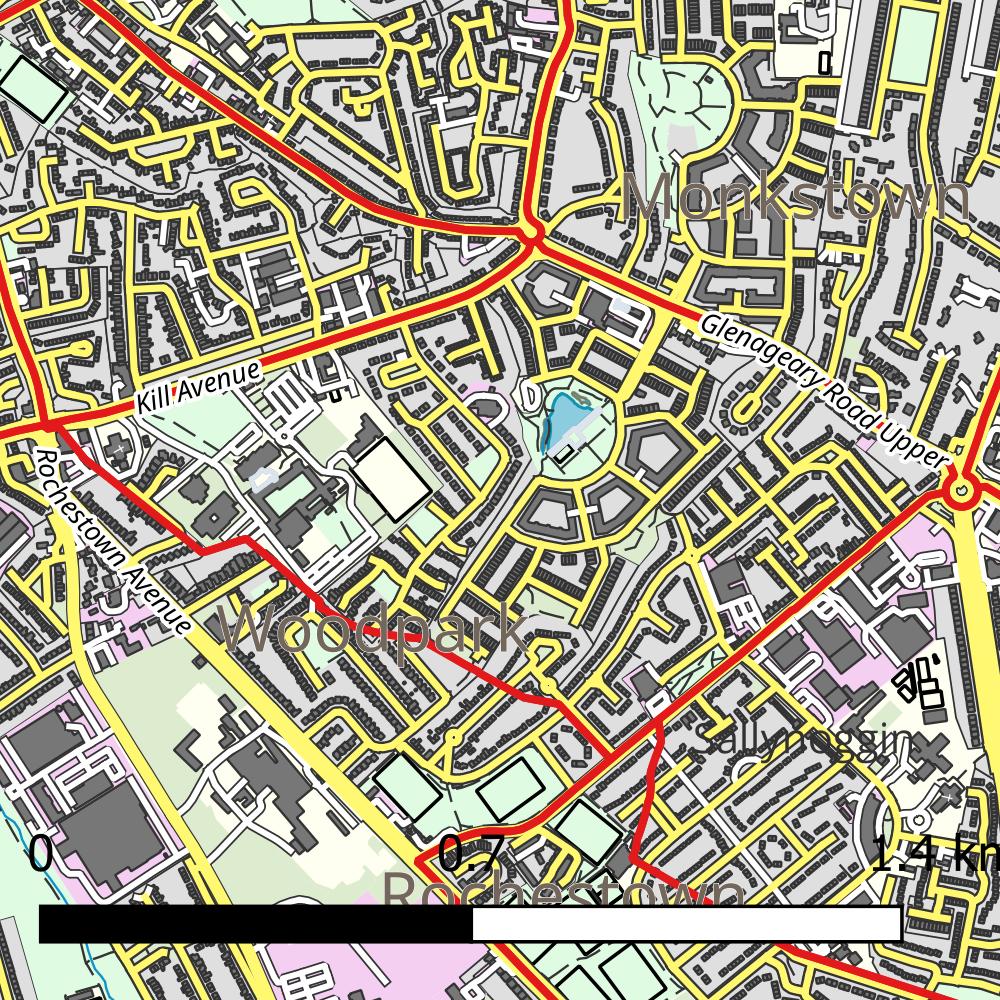 Monkstown
Glenageary Road Upper
Kill Avenue
Rochestown Avenue
Woodpark
Sallynoggin
0
0.7
1.4 km
Rochestown